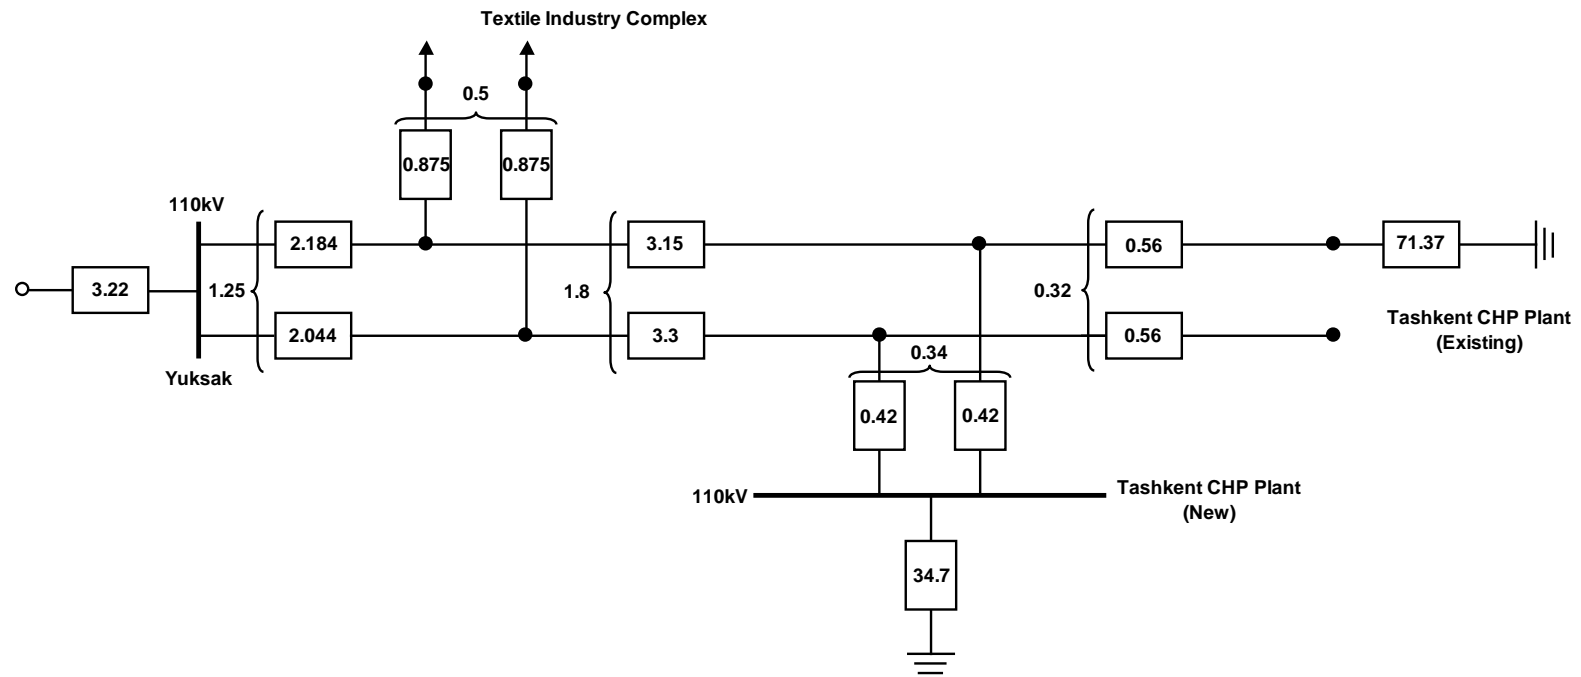 Textile Industry Complex
0.5
0.875
0.875
110kV
2.184
3.15
0.56
71.37
3.22
1.25
1.8
0.32
2.044
3.3
0.56
Tashkent CHP Plant
(Existing)
Yuksak
0.34
0.42
0.42
110kV
Tashkent CHP Plant
(New)
34.7